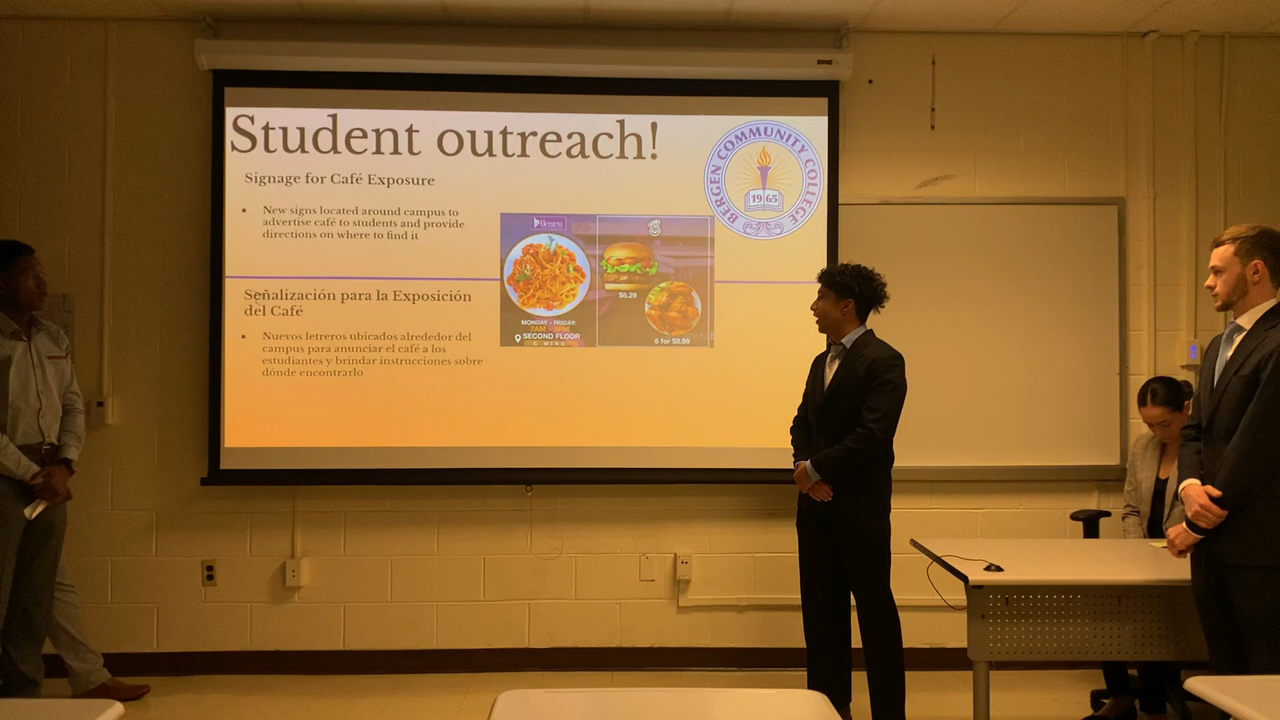 Student outreach!
Signage for Café Exposure
• New signs located around campus to
advertise café to students and provide
directions on where to find it
Señalización para la Exposición
del Café
• Nuevos letreros ubicados alrededor del
campus para anunciar el café a los
estudiantes y brindar instrucciones sobre
dónde encontrarlo
Bergen
$6.29
MONDAY - FRIDAY:
SECOND FLOOR
C WING
6 for $8.99
BERGEN COMMUNITY COLLEGE
1965